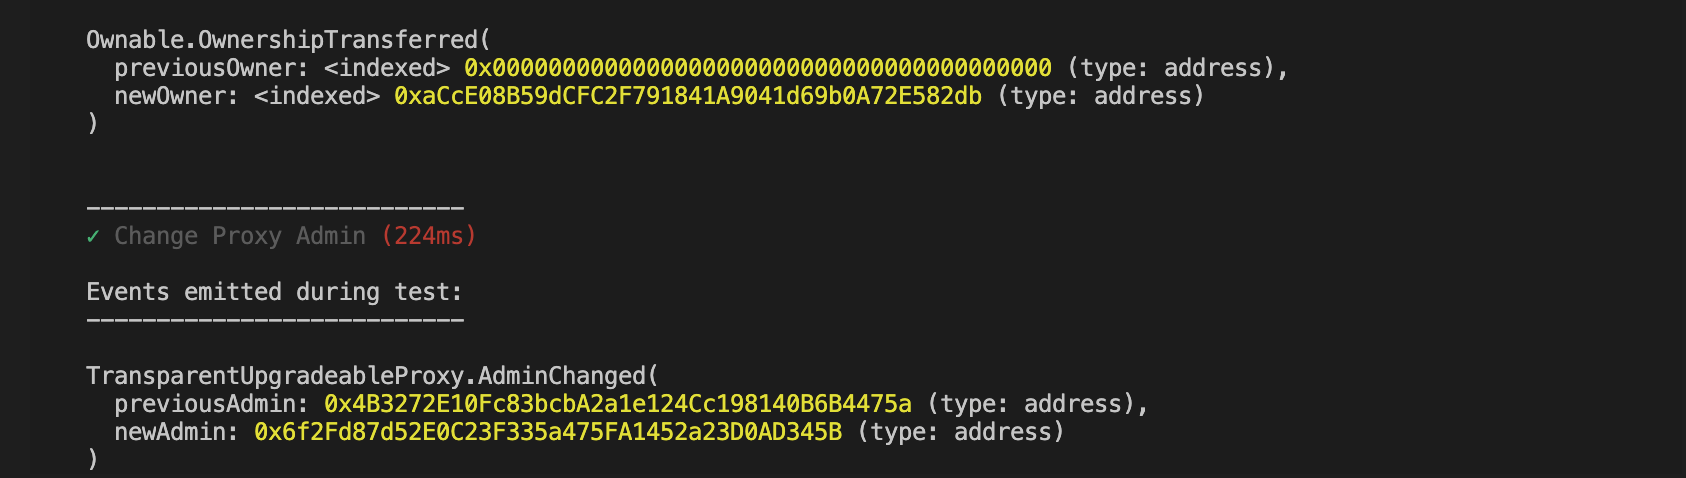 Ownable.OwnershipTransferred(
previousOwner: <indexed> 0x0000000000000000000000000000000000000000 (type: address),
newOwner: <indexed> 0xaCcE08B59dCFC2F791841A9041d69b0A72E582db (type: address)
)
---------------------------
✓ Change Proxy Admin (224ms)
Events emitted during test:
---------------------------
TransparentUpgradeableProxy.AdminChanged(
previousAdmin: 0x4B3272E10Fc83bcbA2a1e124Cc198140B6B4475a (type: address),
newAdmin: 0x6f2Fd87d52E0C23F335a475FA1452a23D0AD345B (type: address)
)